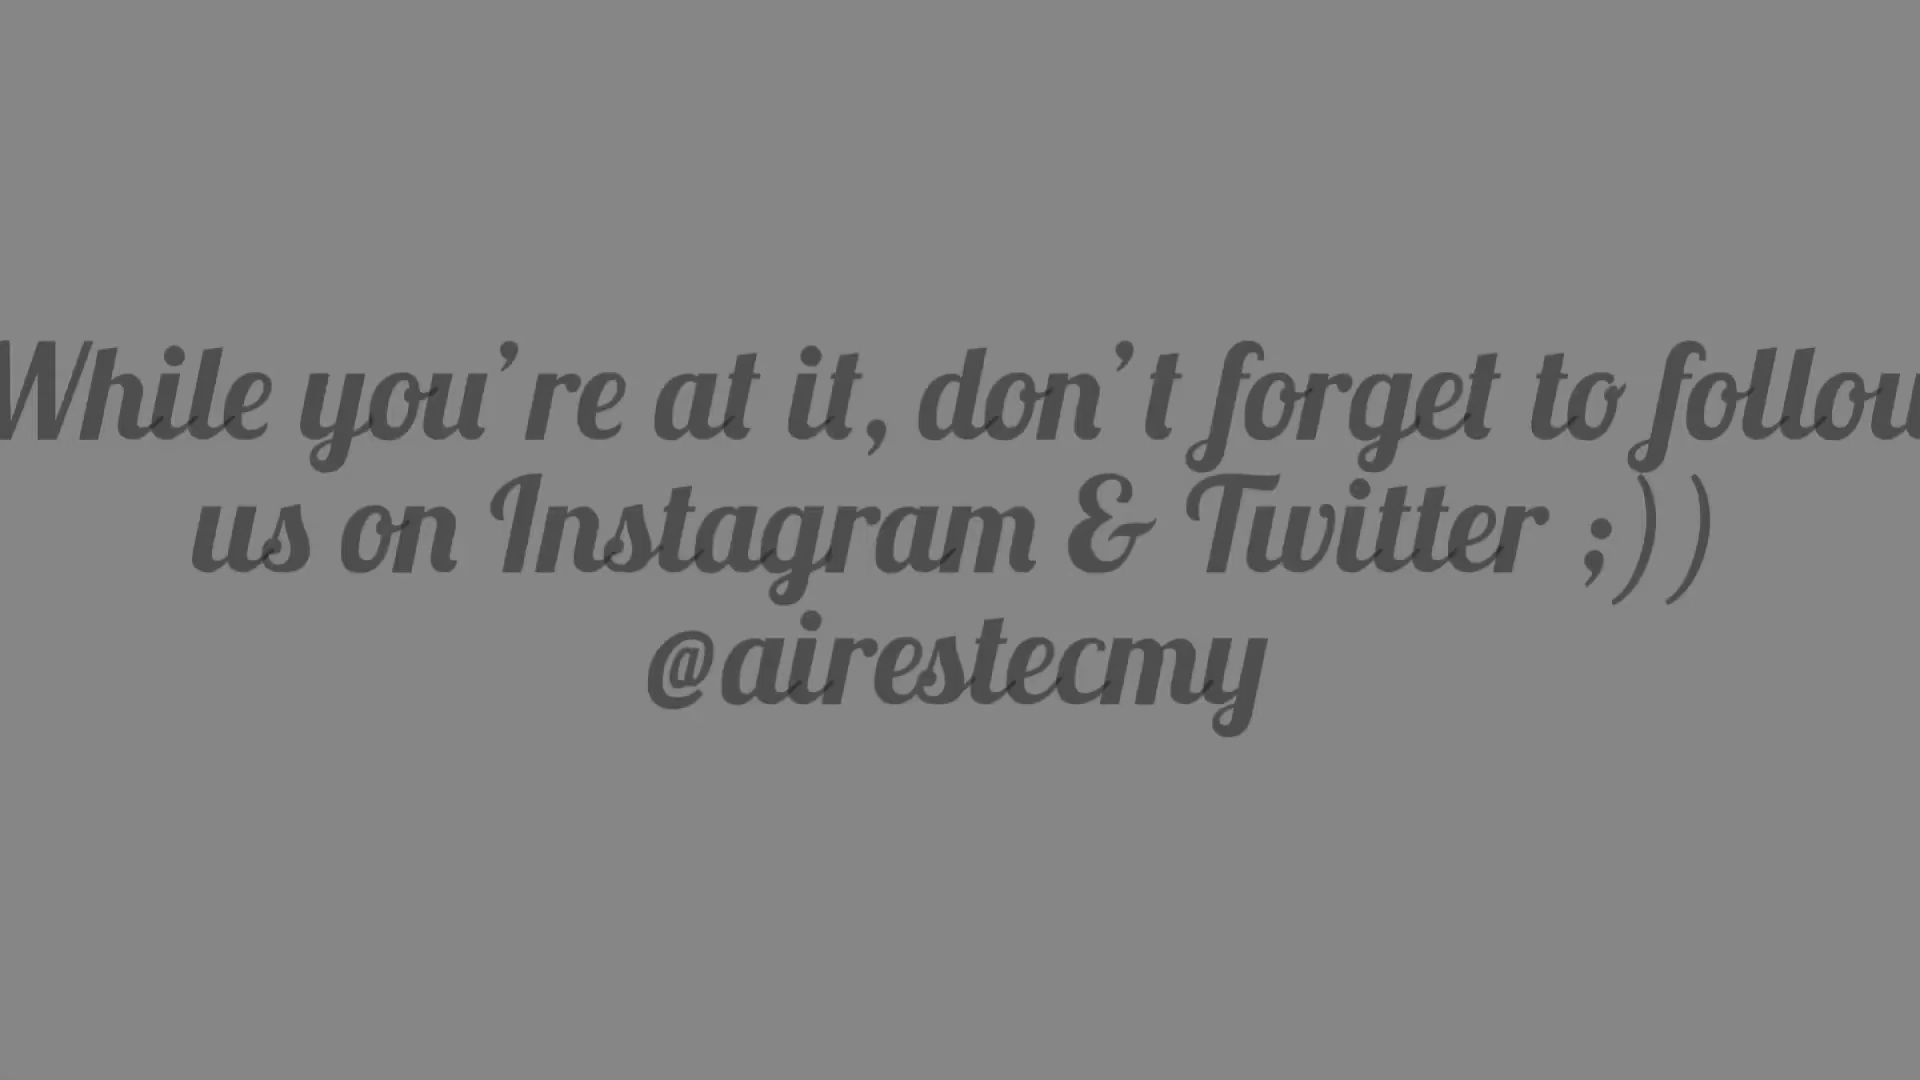 While you’re at it, don’t forget to follow
us on Instagram & Twitter ;))
@airestecmy